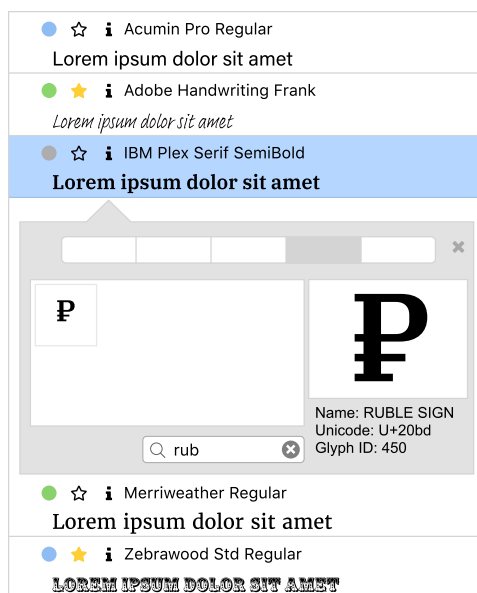 Acumin Pro Regular
Lorem ipsum dolor sit amet
Adobe Handwriting Frank
Lorem ipsum dolor sit amet
IBM Plex Serif SemiBold
Lorem ipsum dolor sit amet
₽
₽
Name: RUBLE SIGN
Unicode: U+20bd
Glyph ID: 450
rub
Merriweather Regular
Lorem ipsum dolor sit amet
Zebrawood Std Regular
LOREM IPSUM DOLOR SIT AMET